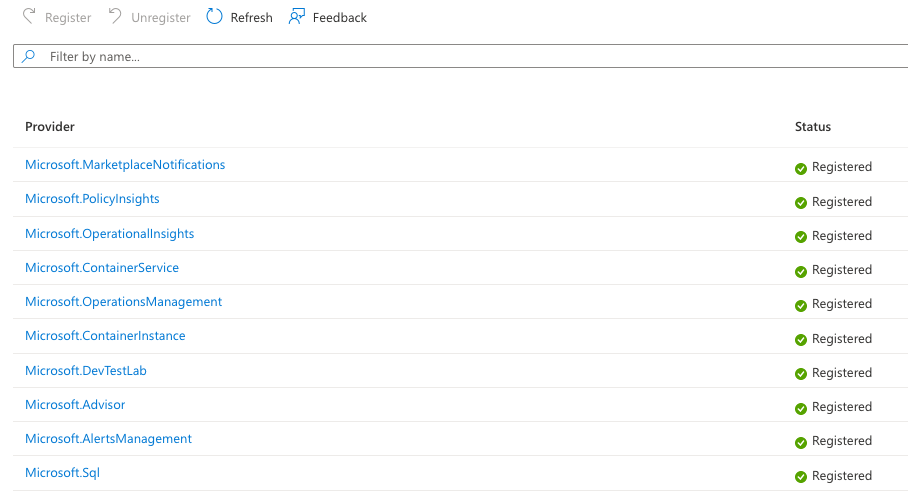 Register Unregister Refresh Feedback
Filter by name...
Provider Status
Microsoft.MarketplaceNotifications Registered
Microsoft.PolicyInsights Registered
Microsoft.OperationalInsights Registered
Microsoft.ContainerService Registered
Microsoft.OperationsManagement Registered
Microsoft.ContainerInstance Registered
Microsoft.DevTestLab Registered
Microsoft.Advisor Registered
Microsoft.AlertsManagement Registered
Microsoft.Sql Registered